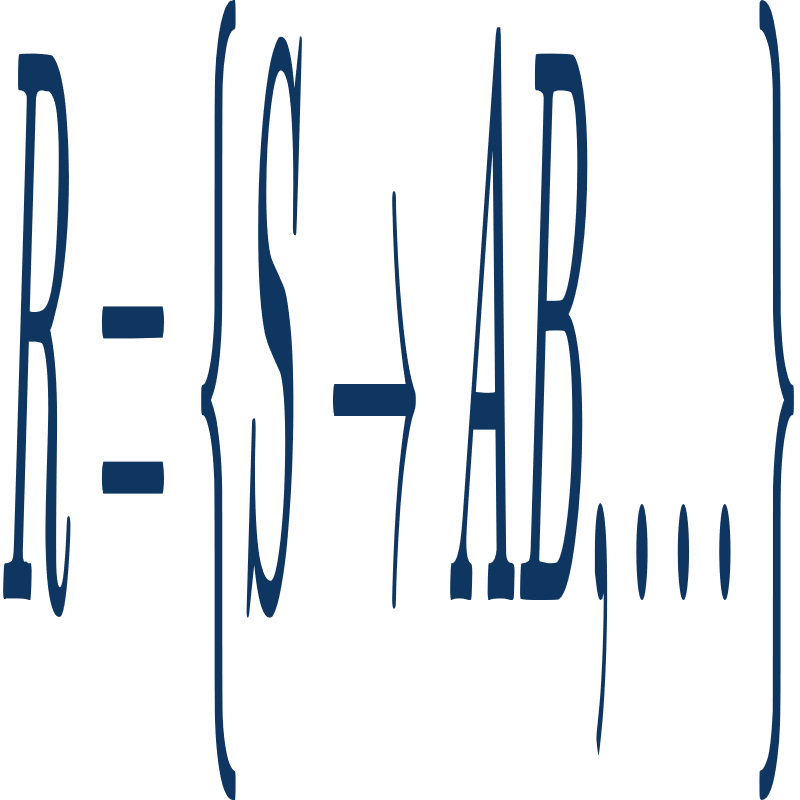 R = {S → AB, ...}